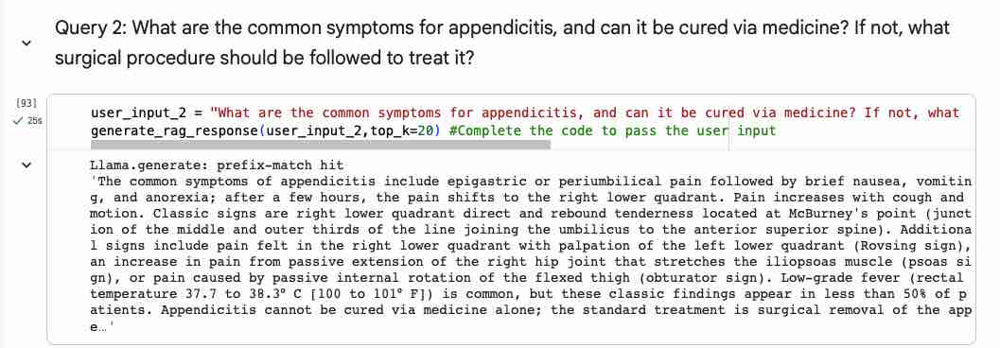 Query 2: What are the common symptoms for appendicitis, and can it be cured via medicine? If not, what
surgical procedure should be followed to treat it?
[93]
25s
user_input_2 = "What are the common symptoms for appendicitis, and can it be cured via medicine? If not, what
generate_rag_response(user_input_2,top_k=20) #Complete the code to pass the user input
Llama.generate: prefix-match hit
'The common symptoms of appendicitis include epigastric or periumbilical pain followed by brief nausea, vomitin
g, and anorexia; after a few hours, the pain shifts to the right lower quadrant. Pain increases with cough and
motion. Classic signs are right lower quadrant direct and rebound tenderness located at McBurney's point (junct
ion of the middle and outer thirds of the line joining the umbilicus to the anterior superior spine). Additiona
l signs include pain felt in the right lower quadrant with palpation of the left lower quadrant (Rovsing sign),
an increase in pain from passive extension of the right hip joint that stretches the iliopsoas muscle (psoas si
gn), or pain caused by passive internal rotation of the flexed thigh (obturator sign). Low-grade fever (rectal
temperature 37.7 to 38.3° C [100 to 101° F]) is common, but these classic findings appear in less than 50% of p
atients. Appendicitis cannot be cured via medicine alone; the standard treatment is surgical removal of the app
e…'